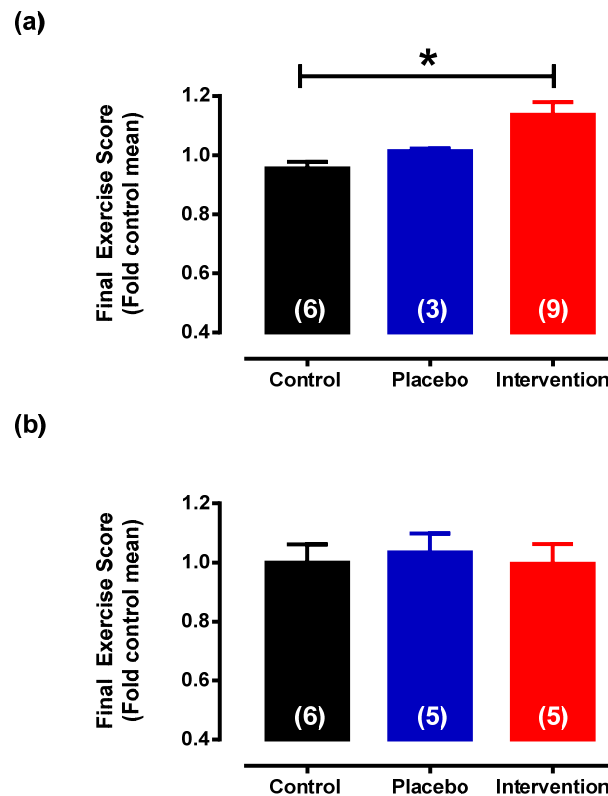 (a)
*
Final Exercise Score
(Fold control mean)
1.2
1.0
0.8
0.6
0.4
(6) (3) (9)
Control Placebo Intervention
(b)
Final Exercise Score
(Fold control mean)
1.2
1.0
0.8
0.6
0.4
(6) (5) (5)
Control Placebo Intervention